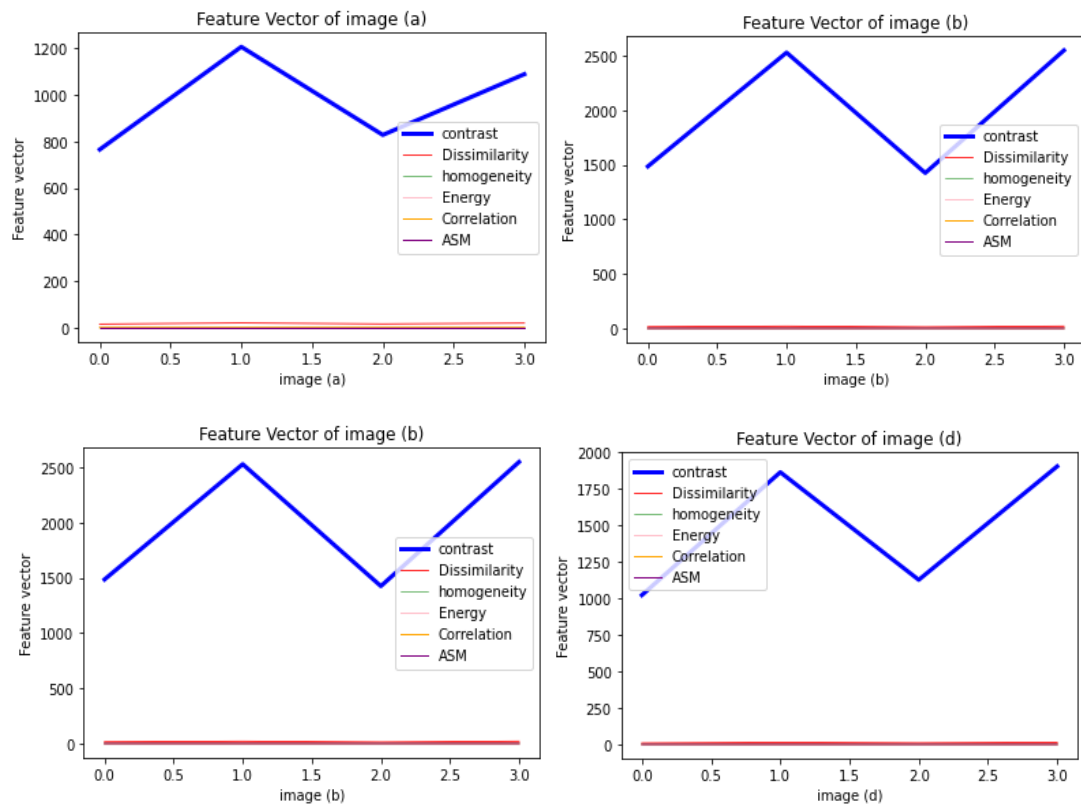 Feature Vector of image (a)
1200
1000
800
600
400
200
0
Feature vector
contrast
Dissimilarity
homogeneity
Energy
Correlation
ASM
0.0 0.5 1.0 1.5 2.0 2.5 3.0
image (a)
Feature Vector of image (b)
2500
2000
1500
1000
500
0
Feature vector
contrast
Dissimilarity
homogeneity
Energy
Correlation
ASM
0.0 0.5 1.0 1.5 2.0 2.5 3.0
image (b)
Feature Vector of image (b)
2500
2000
1500
1000
500
0
Feature vector
contrast
Dissimilarity
homogeneity
Energy
Correlation
ASM
0.0 0.5 1.0 1.5 2.0 2.5 3.0
image (b)
Feature Vector of image (d)
2000
1750
1500
1250
1000
750
500
250
0
Feature vector
contrast
Dissimilarity
homogeneity
Energy
Correlation
ASM
0.0 0.5 1.0 1.5 2.0 2.5 3.0
image (d)